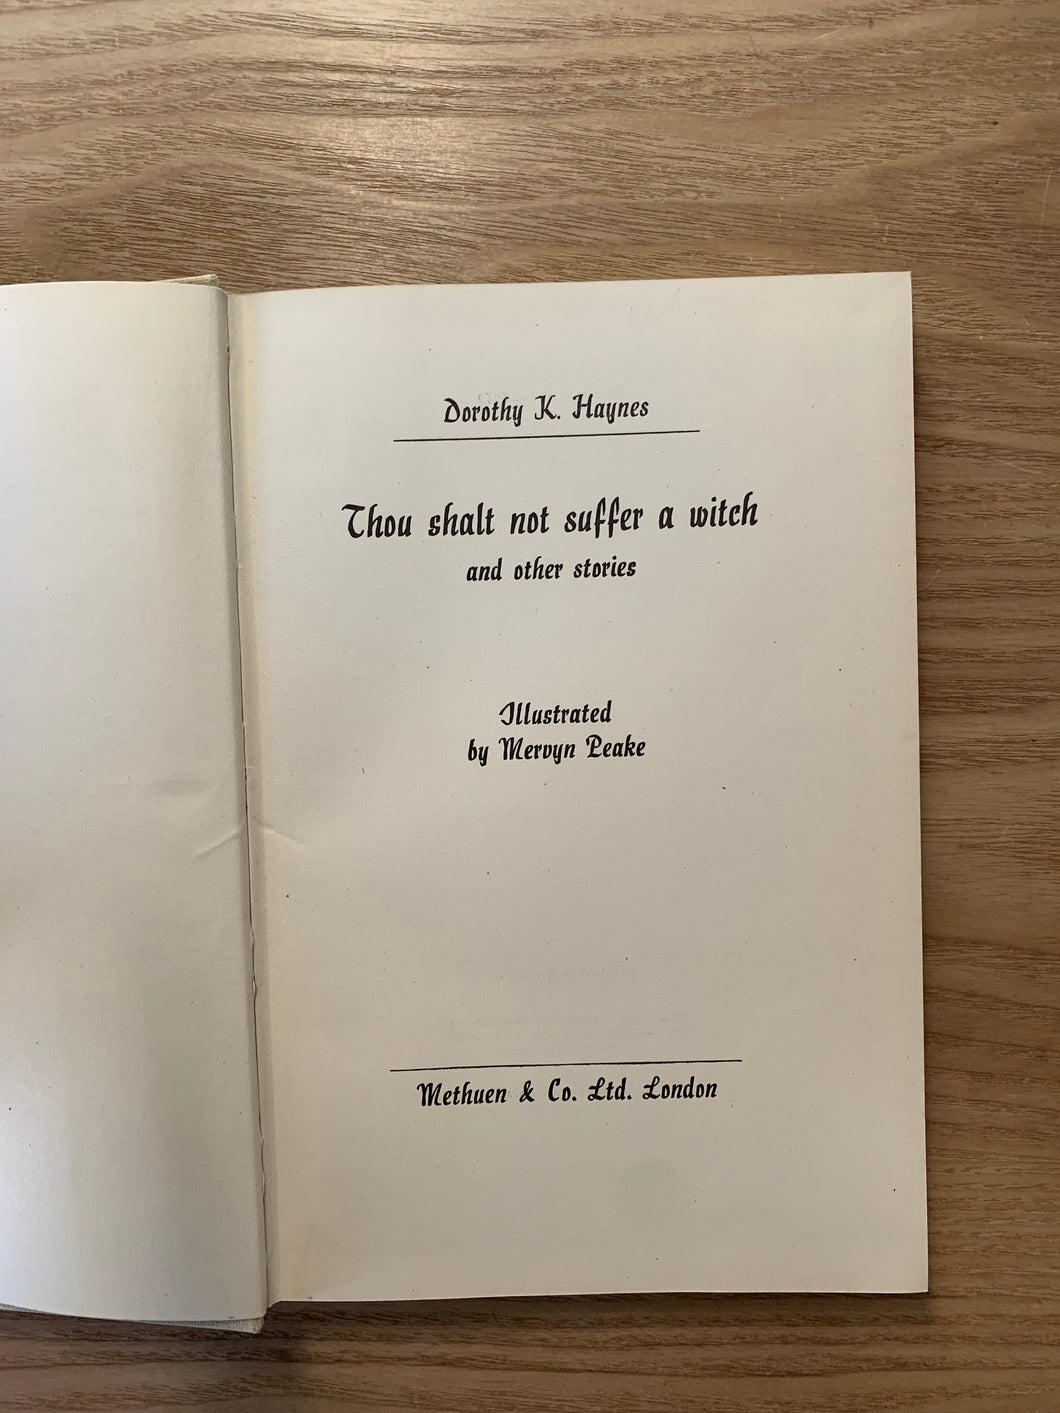 Dorothy K. Haynes
Thou shalt not suffer a witch
and other stories
Illustrated
by Mervyn Peake
Methuen & Co. Ltd. London